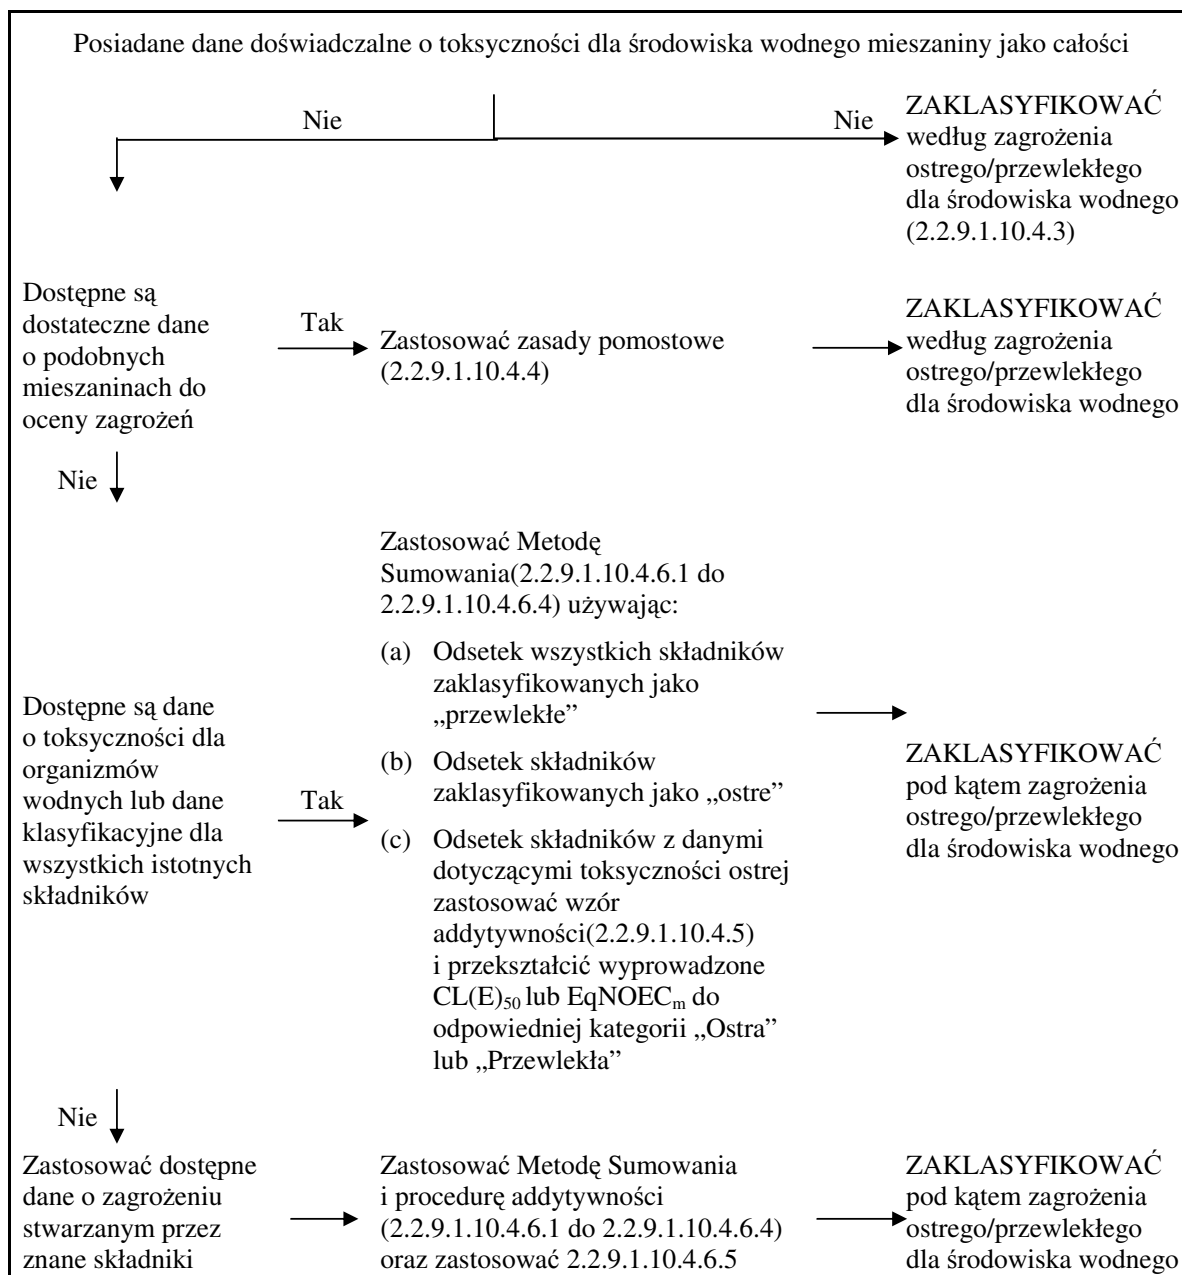 Posiadane dane doświadczalne o toksyczności dla środowiska wodnego mieszaniny jako całości
Nie
Nie
ZAKLASYFIKOWAĆ
według zagrożenia
ostrego/przewlekłego
dla środowiska wodnego
(2.2.9.1.10.4.3)
Dostępne są
dostateczne dane
o podobnych
mieszaninach do
oceny zagrożeń
Tak
Zastosować zasady pomostowe
(2.2.9.1.10.4.4)
ZAKLASYFIKOWAĆ
według zagrożenia
ostrego/przewlekłego
dla środowiska wodnego
Nie
Dostępne są dane
o toksyczności dla
organizmów
wodnych lub dane
klasyfikacyjne dla
wszystkich istotnych
składników
Tak
Zastosować Metodę
Sumowania(2.2.9.1.10.4.6.1 do
2.2.9.1.10.4.6.4) używając:
(a) Odsetek wszystkich składników
zaklasyfikowanych jako
„przewlekłe”
(b) Odsetek składników
zaklasyfikowanych jako „ostre”
(c) Odsetek składników z danymi
dotyczącymi toksyczności ostrej
zastosować wzór
addytywności(2.2.9.1.10.4.5)
i przekształcić wyprowadzone
CL(E)₅₀ lub EqNOECₘ do
odpowiedniej kategorii „Ostra”
lub „Przewlekła”
ZAKLASYFIKOWAĆ
pod kątem zagrożenia
ostrego/przewlekłego
dla środowiska wodnego
Nie
Zastosować dostępne
dane o zagrożeniu
stwarzanym przez
znane składniki
Zastosować Metodę Sumowania
i procedurę addytywności
(2.2.9.1.10.4.6.1 do 2.2.9.1.10.4.6.4)
oraz zastosować 2.2.9.1.10.4.6.5
ZAKLASYFIKOWAĆ
pod kątem zagrożenia
ostrego/przewlekłego
dla środowiska wodnego